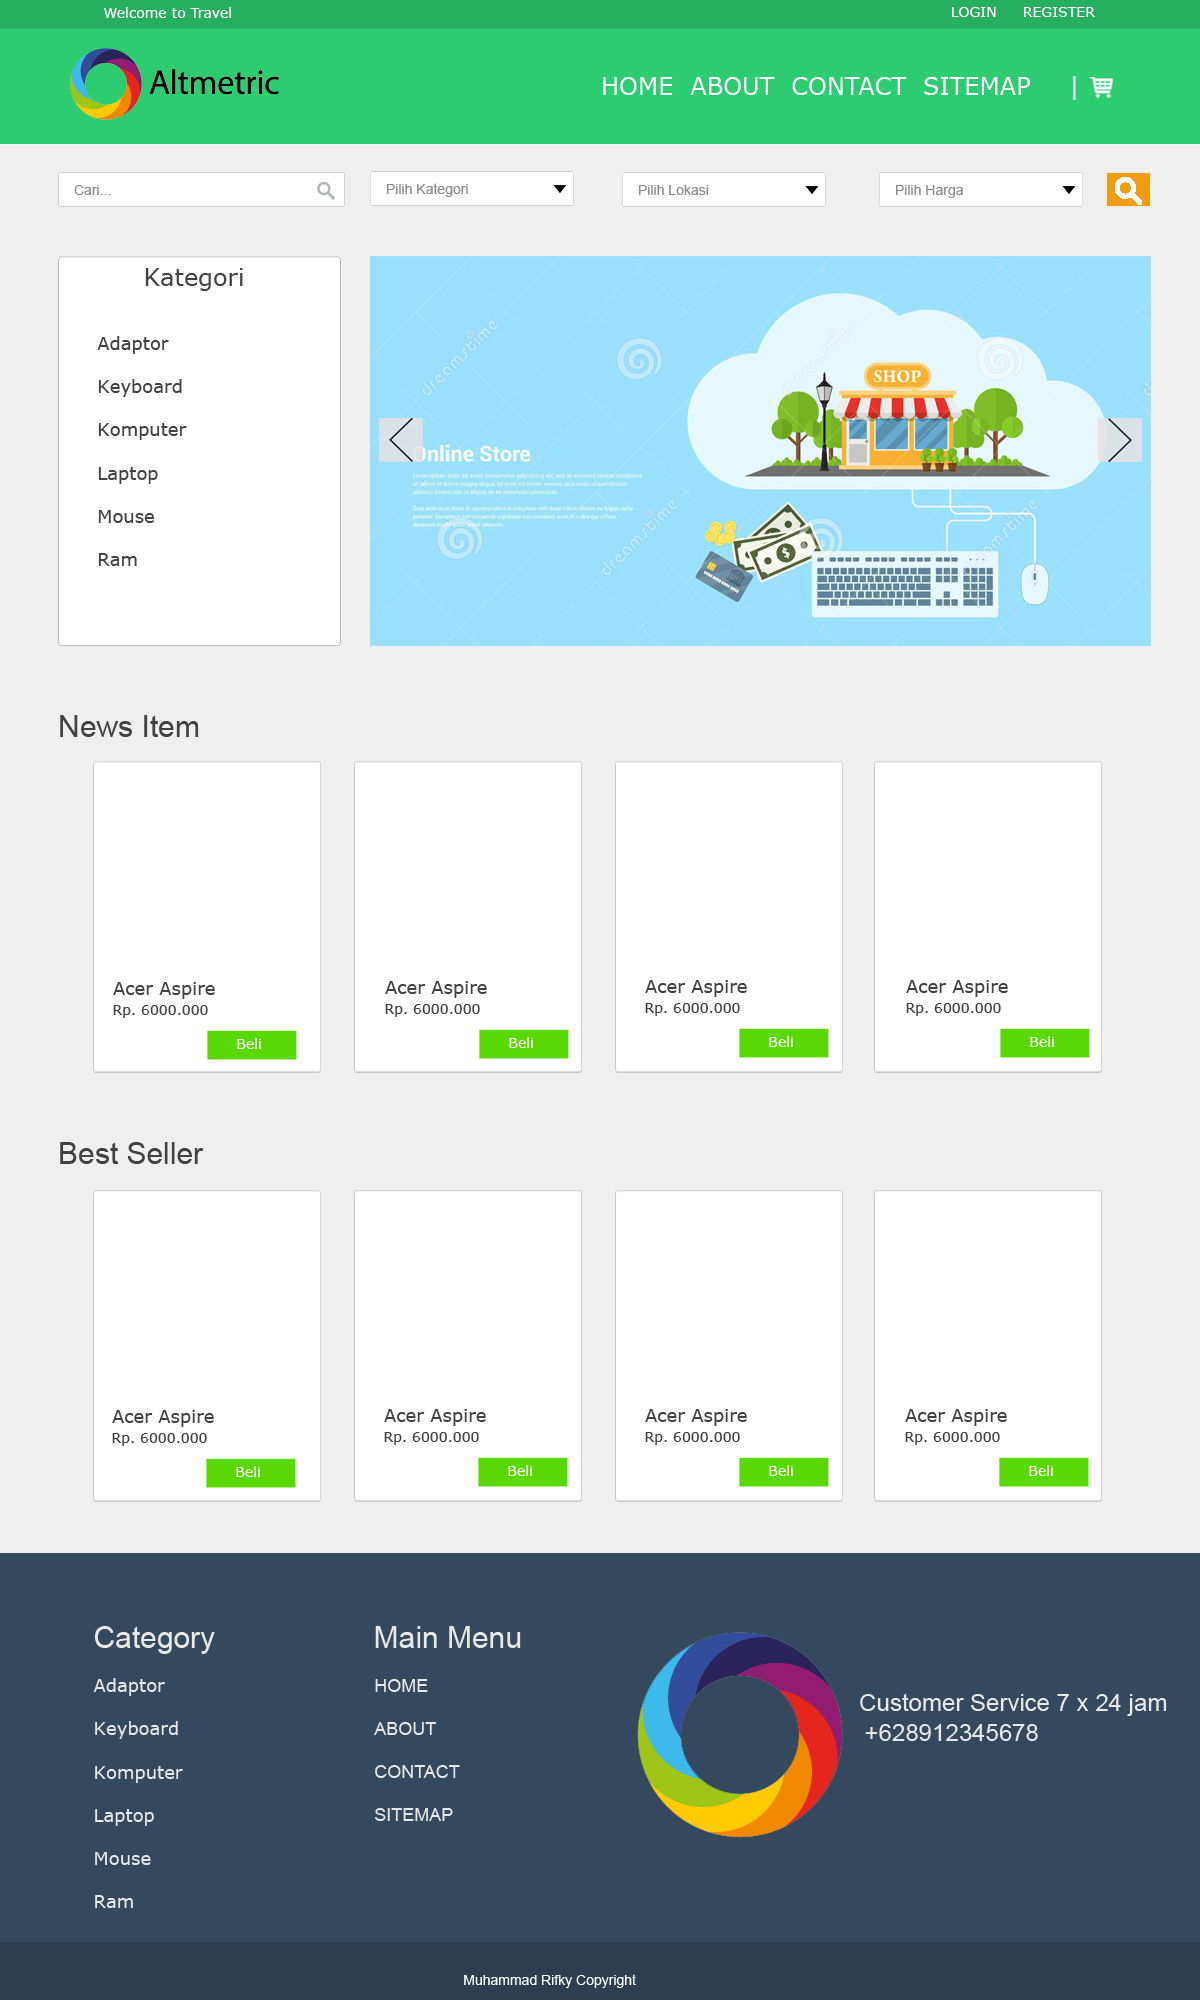 Welcome to Travel
LOGIN REGISTER
Altmetric
HOME ABOUT CONTACT SITEMAP |
Cari...
Pilih Kategori
Pilih Lokasi
Pilih Harga
Kategori
Adaptor
Keyboard
Komputer
Laptop
Mouse
Ram
dreamstime
dreamstime
SHOP
Online Store
dreamstime
dreamstime
News Item
Acer Aspire
Rp. 6000.000
Beli
Acer Aspire
Rp. 6000.000
Beli
Acer Aspire
Rp. 6000.000
Beli
Acer Aspire
Rp. 6000.000
Beli
Best Seller
Acer Aspire
Rp. 6000.000
Beli
Acer Aspire
Rp. 6000.000
Beli
Acer Aspire
Rp. 6000.000
Beli
Acer Aspire
Rp. 6000.000
Beli
Category
Adaptor
Keyboard
Komputer
Laptop
Mouse
Ram
Main Menu
HOME
ABOUT
CONTACT
SITEMAP
Customer Service 7 x 24 jam
+628912345678
Muhammad Rifky Copyright